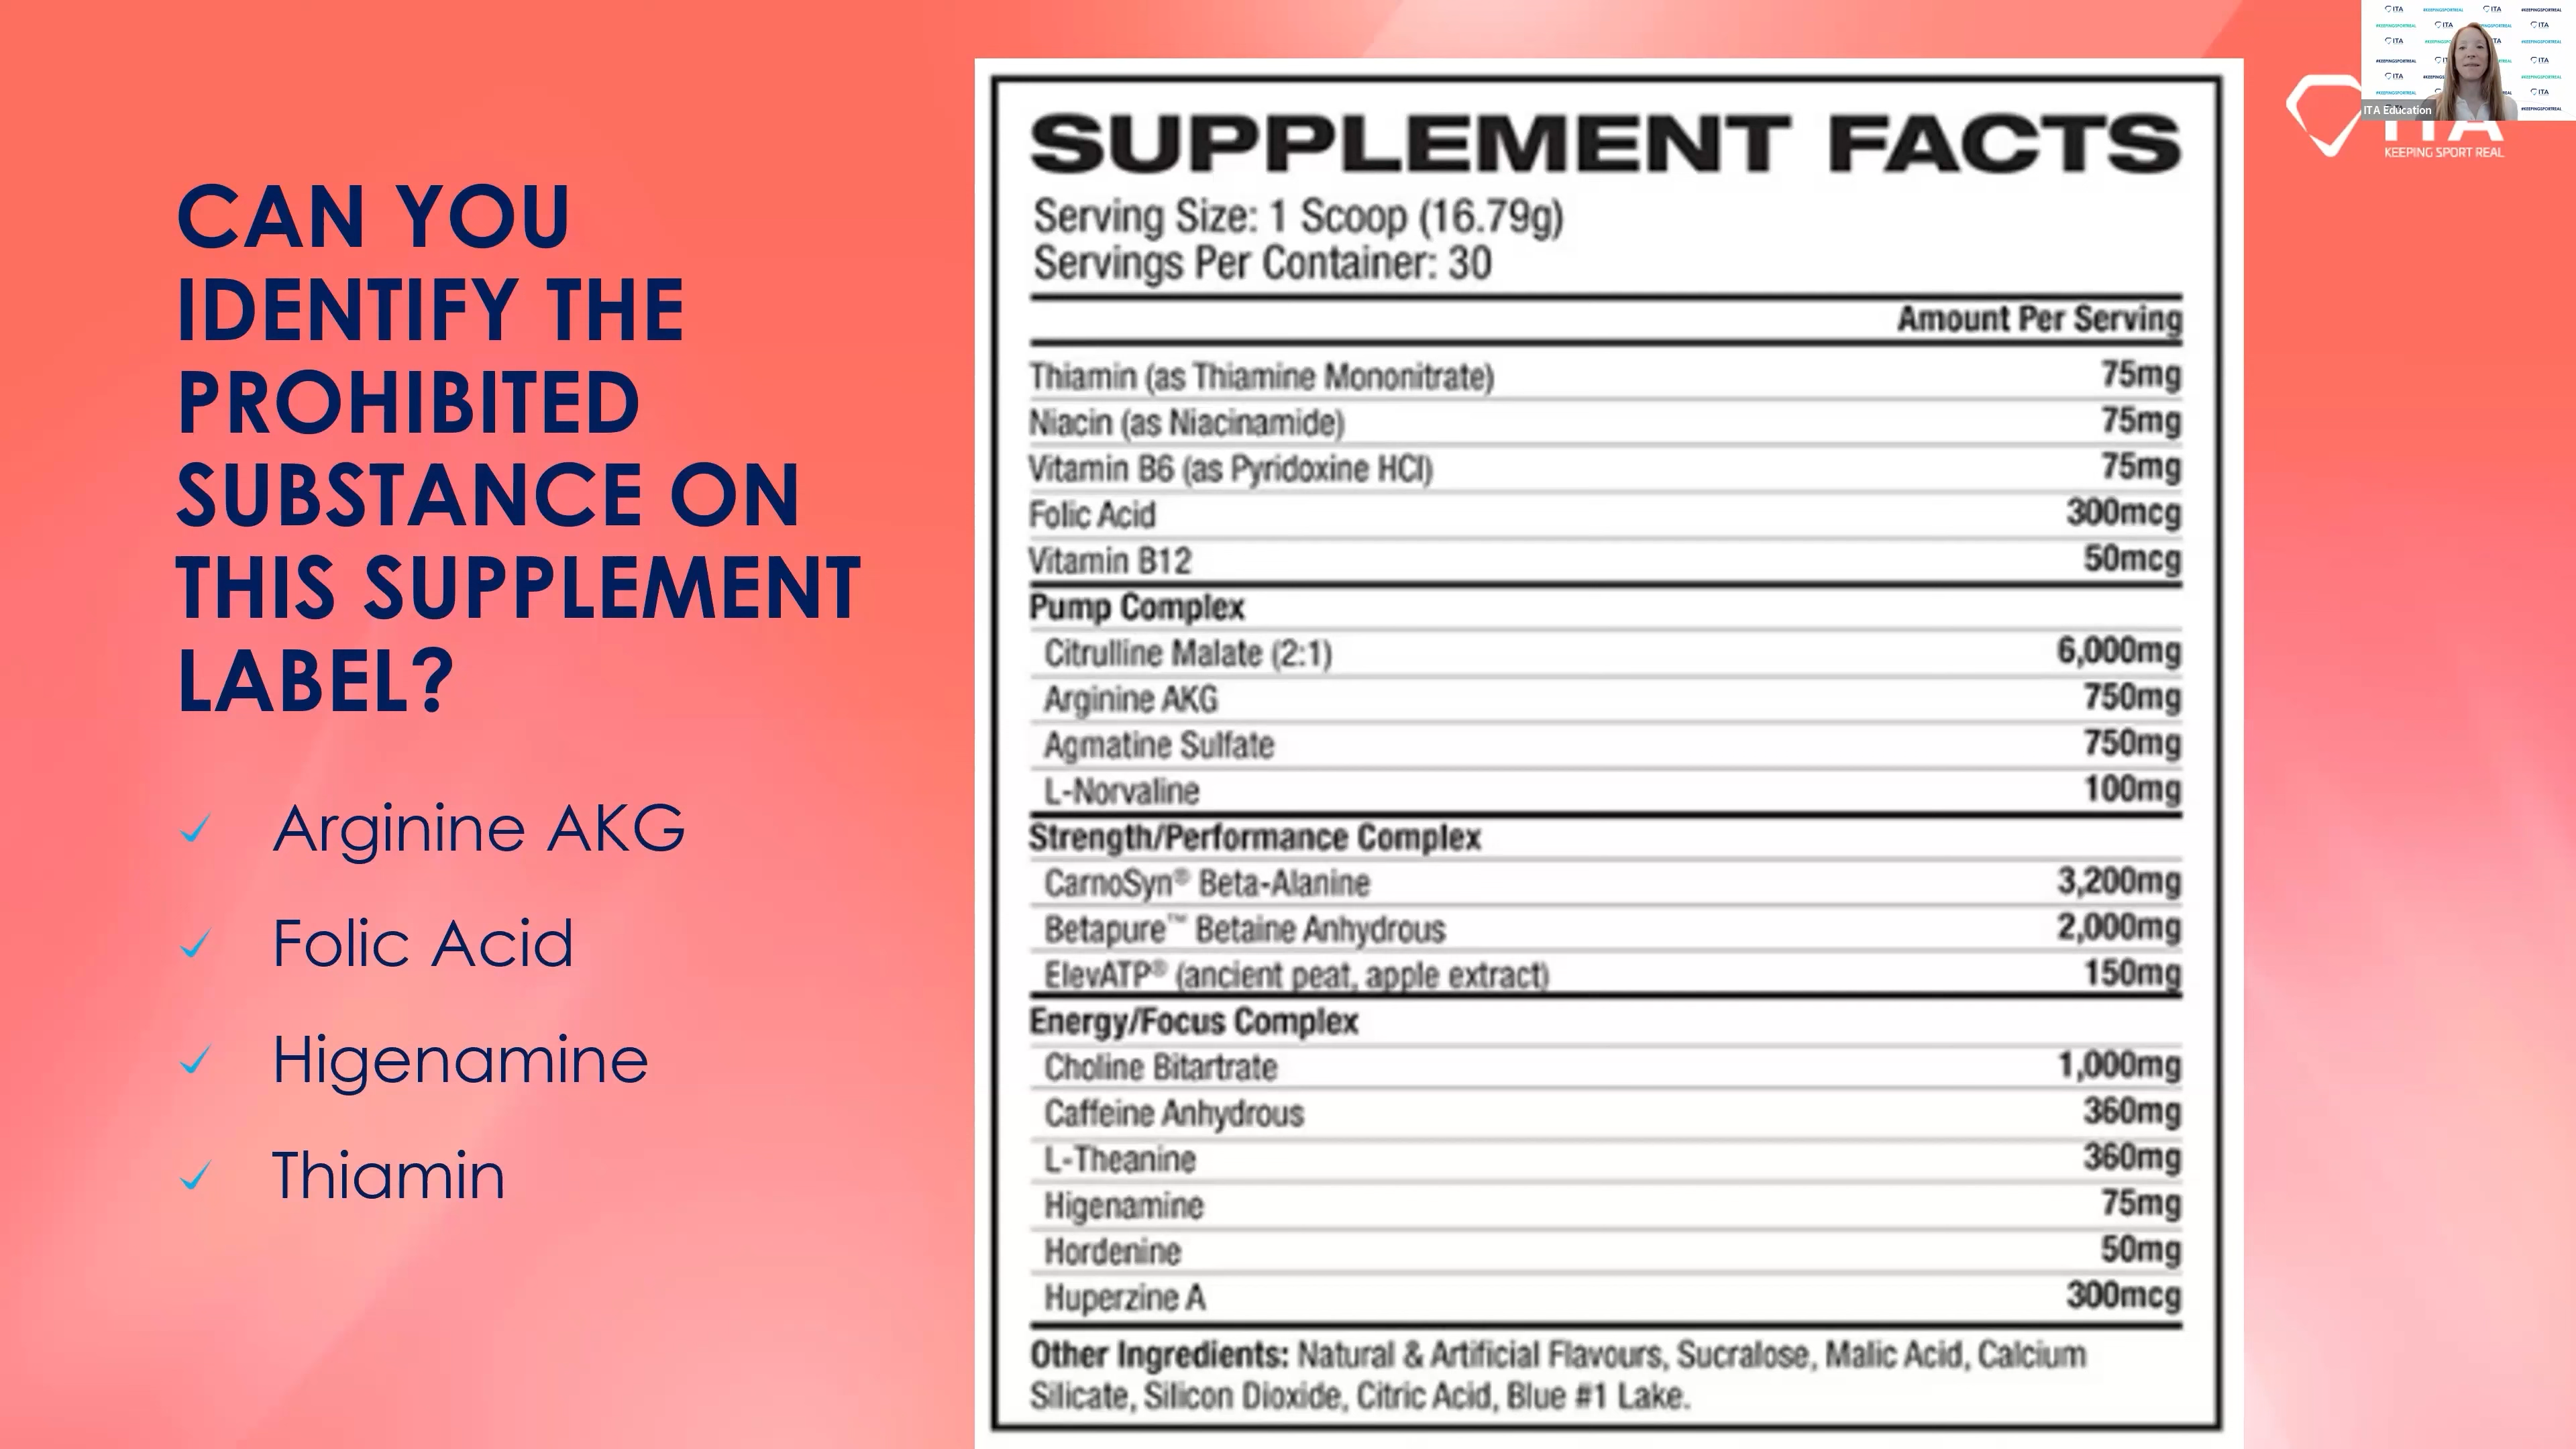 CAN YOU
IDENTIFY THE
PROHIBITED
SUBSTANCE ON
THIS SUPPLEMENT
LABEL?
Arginine AKG
Folic Acid
Higenamine
Thiamin
SUPPLEMENT FACTS
Serving Size: 1 Scoop (16.79g)
Servings Per Container: 30
Amount Per Serving
Thiamin (as Thiamine Mononitrate) 75mg
Niacin (as Niacinamide) 75mg
Vitamin B6 (as Pyridoxine HCl) 75mg
Folic Acid 300mcg
Vitamin B12 50mcg
Pump Complex
Citrulline Malate (2:1) 6,000mg
Arginine AKG 750mg
Agmatine Sulfate 750mg
L-Norvaline 100mg
Strength/Performance Complex
CarnoSyn® Beta-Alanine 3,200mg
Betapure™ Betaine Anhydrous 2,000mg
ElevATP® (ancient peat, apple extract) 150mg
Energy/Focus Complex
Choline Bitartrate 1,000mg
Caffeine Anhydrous 360mg
L-Theanine 360mg
Higenamine 75mg
Hordenine 50mg
Huperzine A 300mcg
Other Ingredients: Natural & Artificial Flavours, Sucralose, Malic Acid, Calcium
Silicate, Silicon Dioxide, Citric Acid, Blue #1 Lake.
ITA Education
ITA
KEEPING SPORT REAL